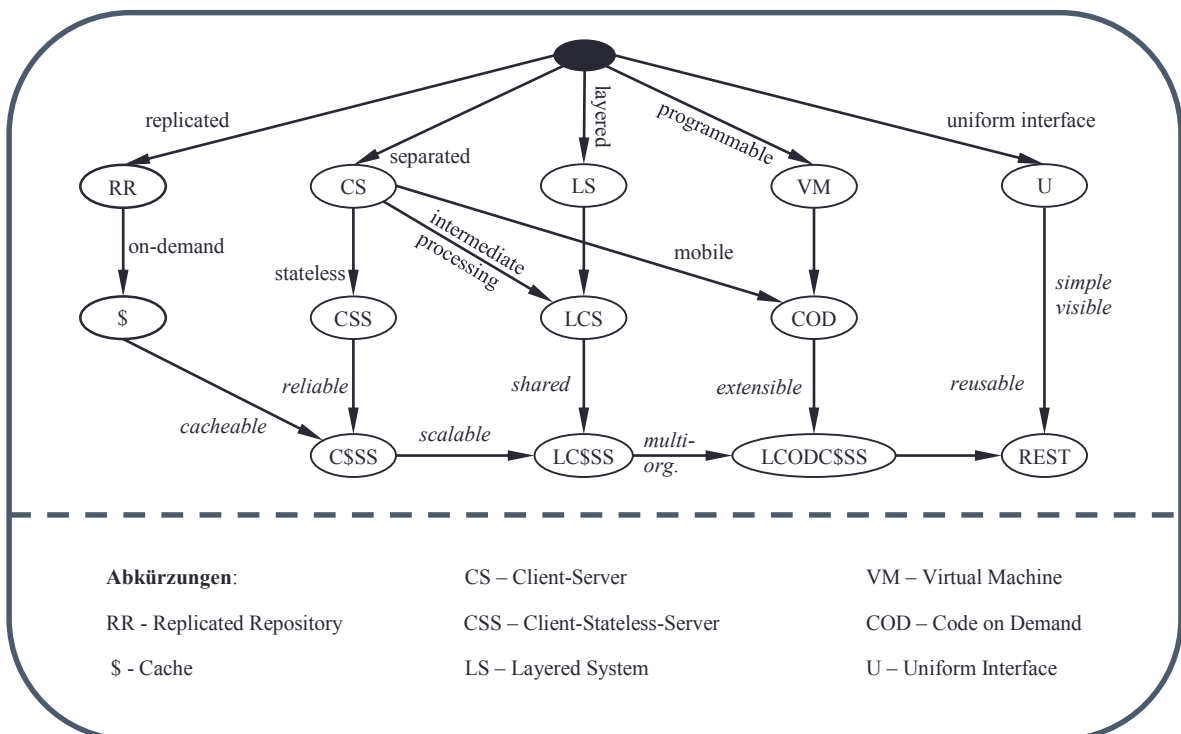 layered
programmable
replicated
uniform interface
separated
RR
CS
LS
VM
U
intermediate
processing
on-demand
mobile
stateless
simple
visible
$
CSS
LCS
COD
reliable
shared
extensible
reusable
cacheable
scalable
multi-
org.
C$SS
LC$SS
LCODC$SS
REST
Abkürzungen:
CS – Client-Server
VM – Virtual Machine
RR - Replicated Repository
CSS – Client-Stateless-Server
COD – Code on Demand
$ - Cache
LS – Layered System
U – Uniform Interface